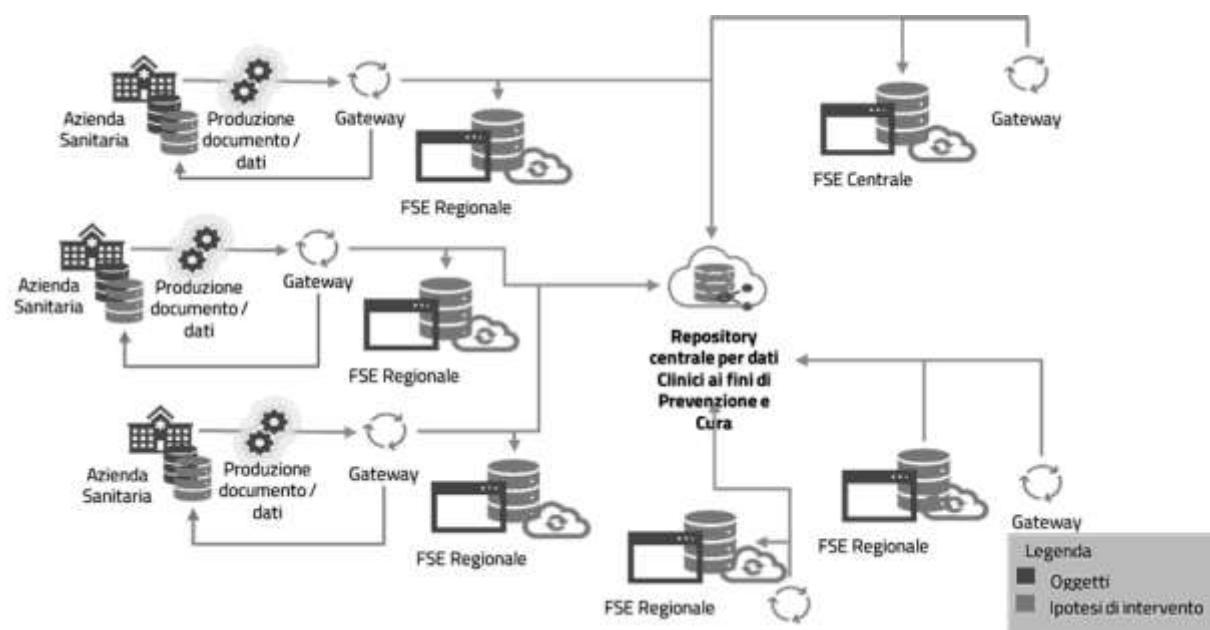 Azienda
Sanitaria
Produzione
documento /
dati
Gateway
FSE Regionale
FSE Centrale
Gateway
Azienda
Sanitaria
Produzione
documento /
dati
Gateway
FSE Regionale
Repository
centrale per dati
Clinici ai fini di
Prevenzione e
Cura
Azienda
Sanitaria
Produzione
documento /
dati
Gateway
FSE Regionale
FSE Regionale
FSE Regionale
Gateway
Legenda
Oggetti
Ipotesi di intervento